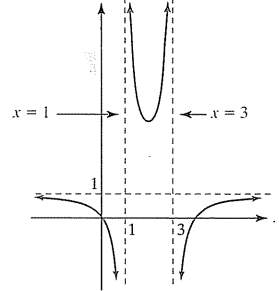 x = 1
x = 3
1
1
3